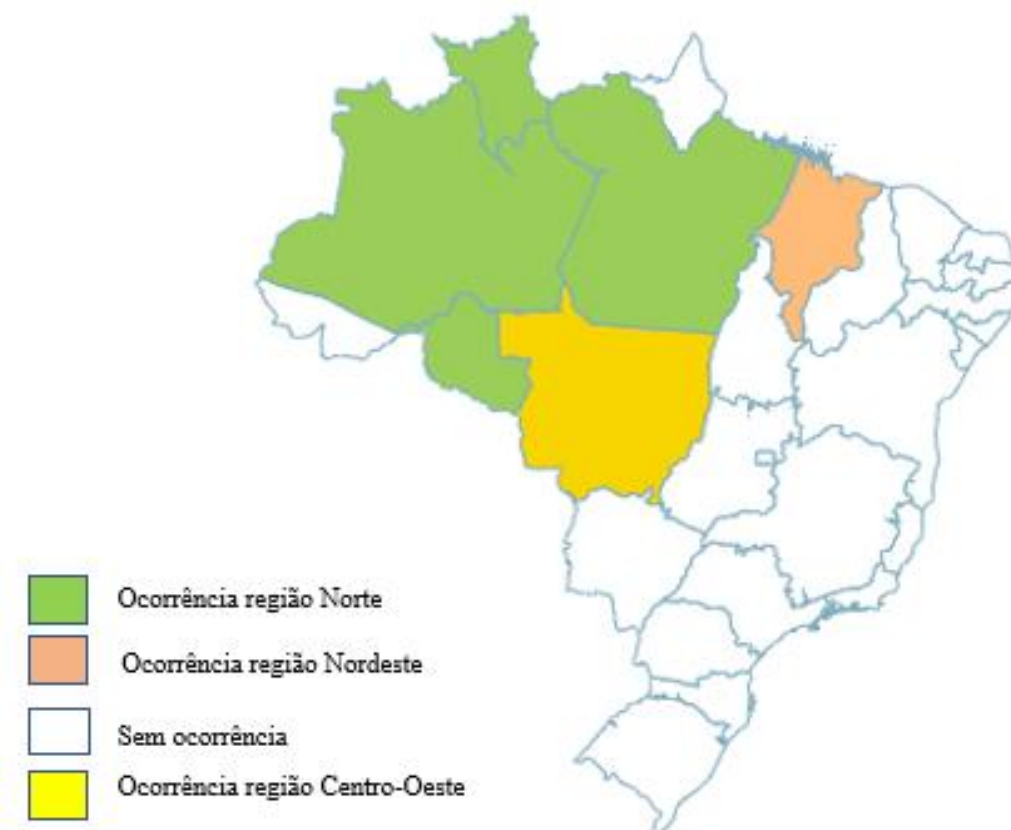 Ocorrência região Norte
Ocorrência região Nordeste
Sem ocorrência
Ocorrência região Centro-Oeste